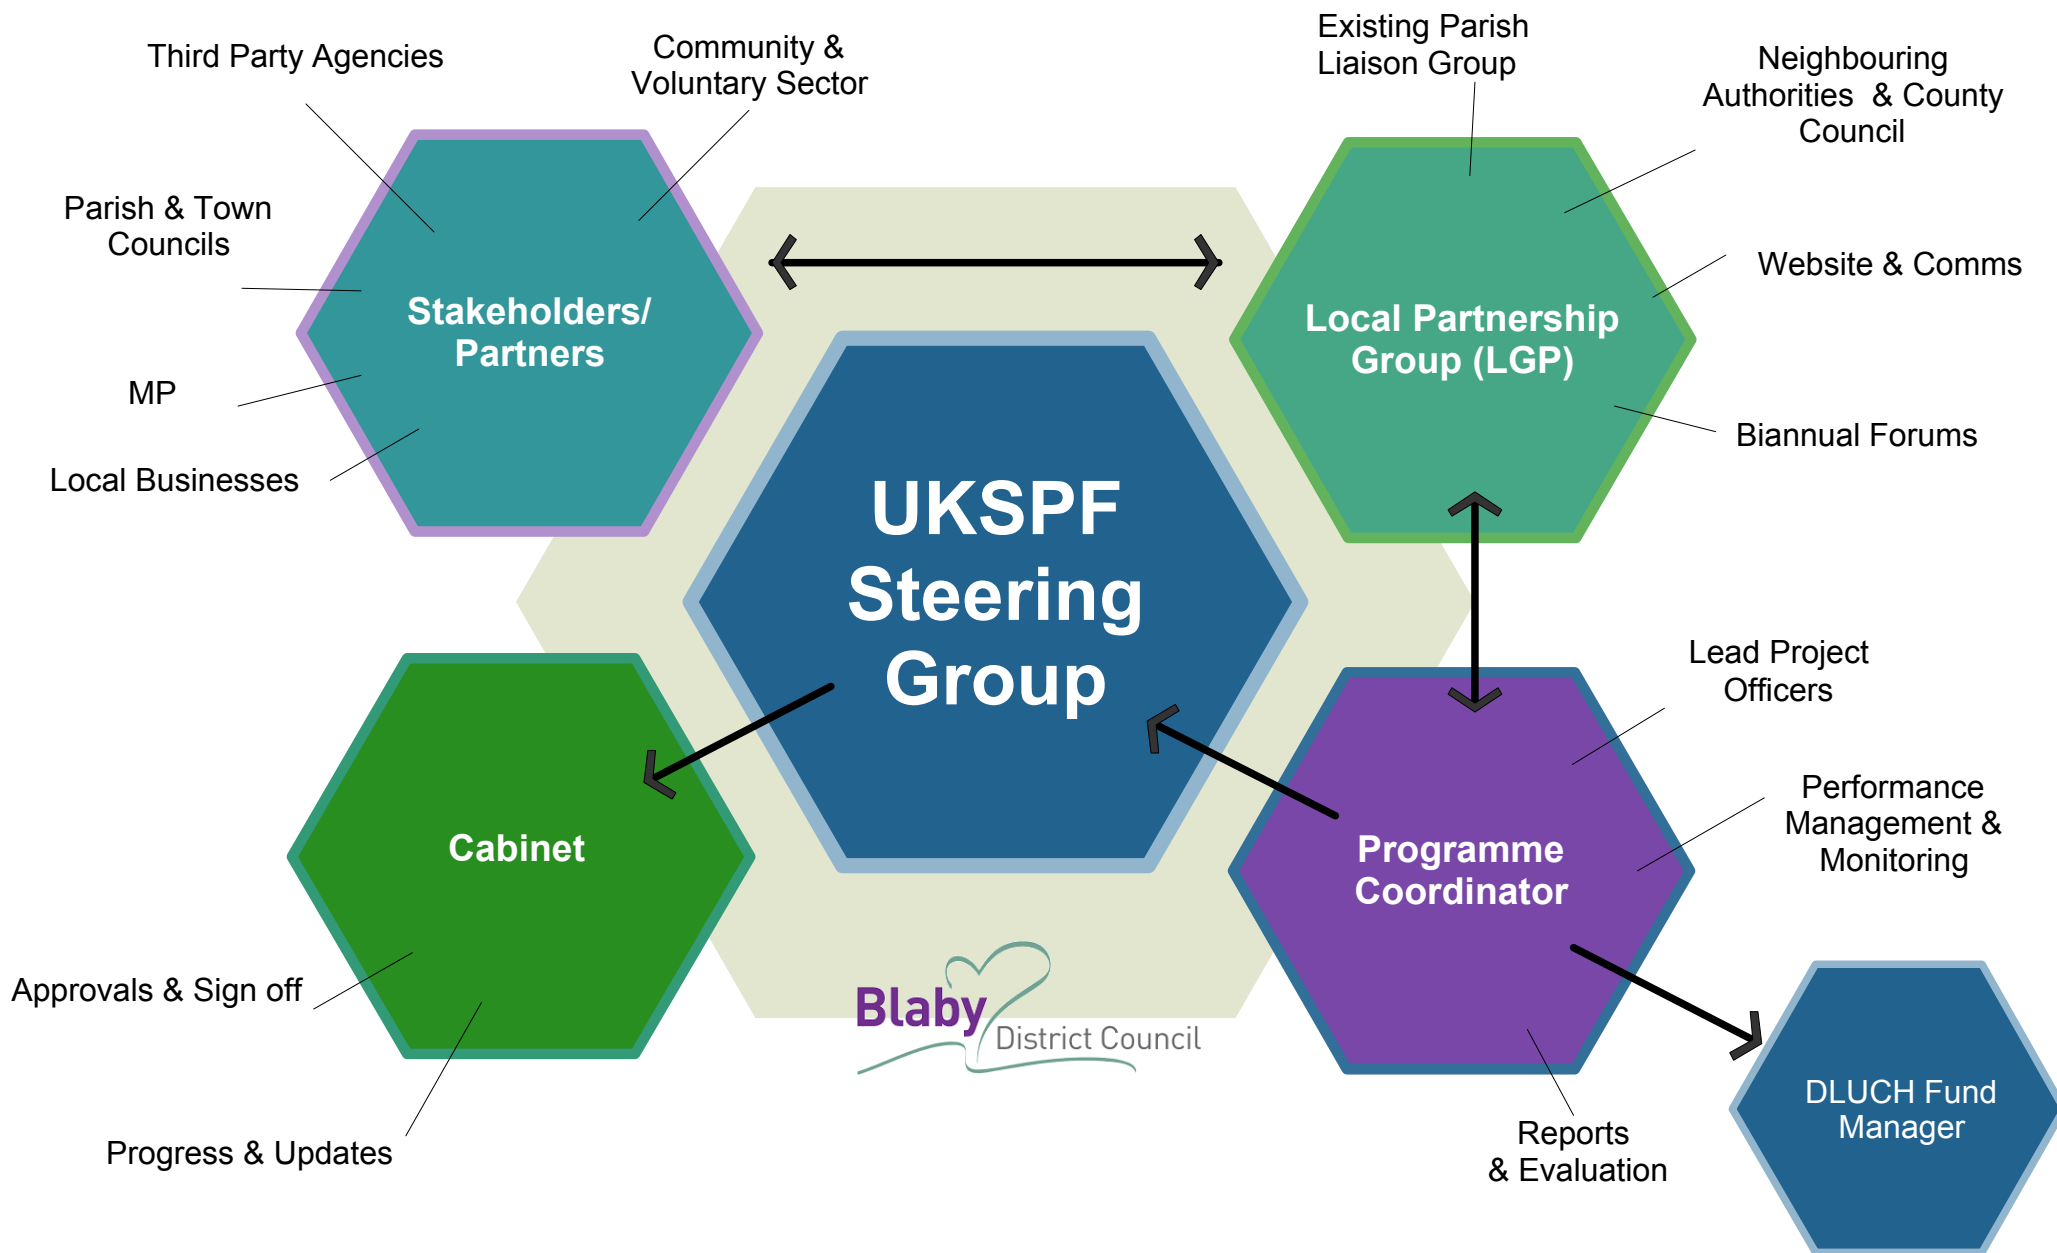 Third Party Agencies
Community &
Voluntary Sector
Parish & Town
Councils
Stakeholders/
Partners
MP
Local Businesses
Existing Parish
Liaison Group
Neighbouring
Authorities  & County
Council
Website & Comms
Local Partnership
Group (LGP)
Biannual Forums
UKSPF
Steering
Group
Cabinet
Approvals & Sign off
Progress & Updates
Lead Project
Officers
Performance
Management &
Monitoring
Programme
Coordinator
Reports
& Evaluation
DLUCH Fund
Manager
Blaby
District Council